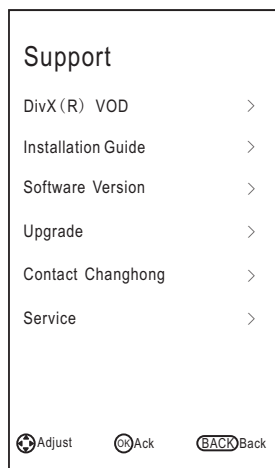 Support
DivX(R) VOD >
Installation Guide >
Software Version >
Upgrade >
Contact Changhong >
Service >
Adjust OK Ack BACK Back